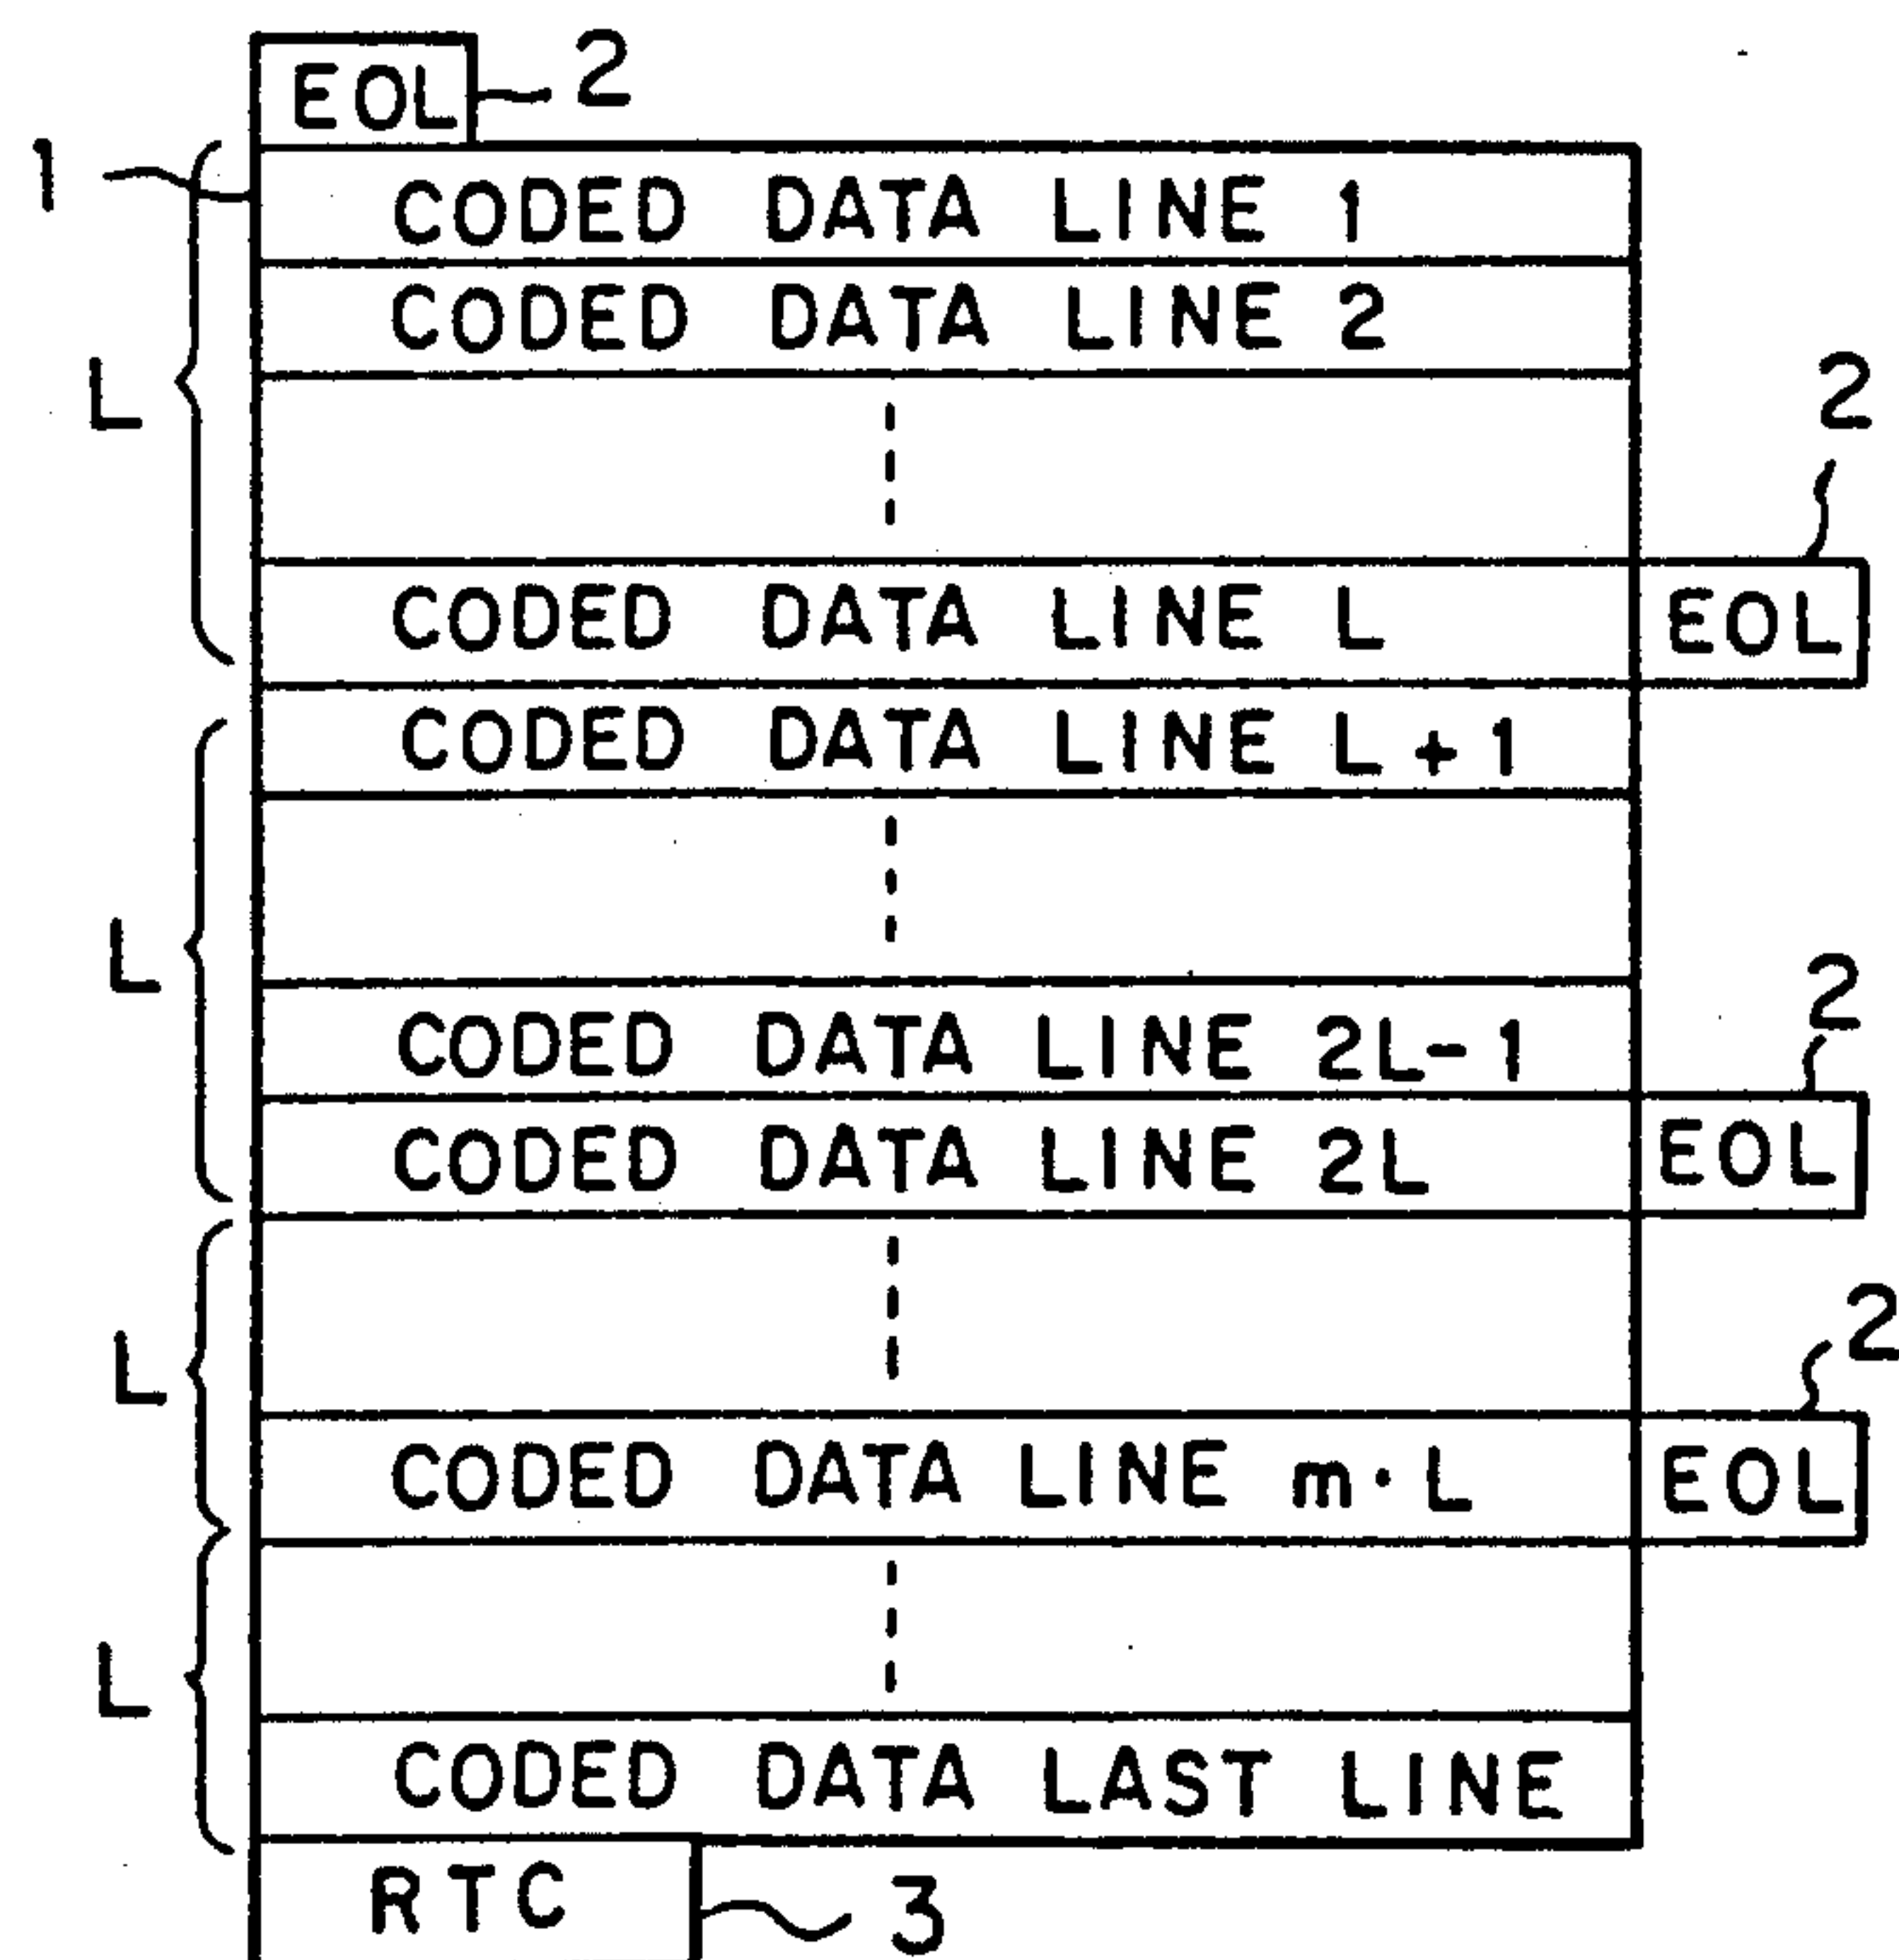 EOL 2
1 CODED DATA LINE 1
CODED DATA LINE 2
L 2
CODED DATA LINE L EOL
CODED DATA LINE L+1
L
2
CODED DATA LINE 2L-1
CODED DATA LINE 2L EOL
L 2
CODED DATA LINE m·L EOL
L
CODED DATA LAST LINE
RTC 3